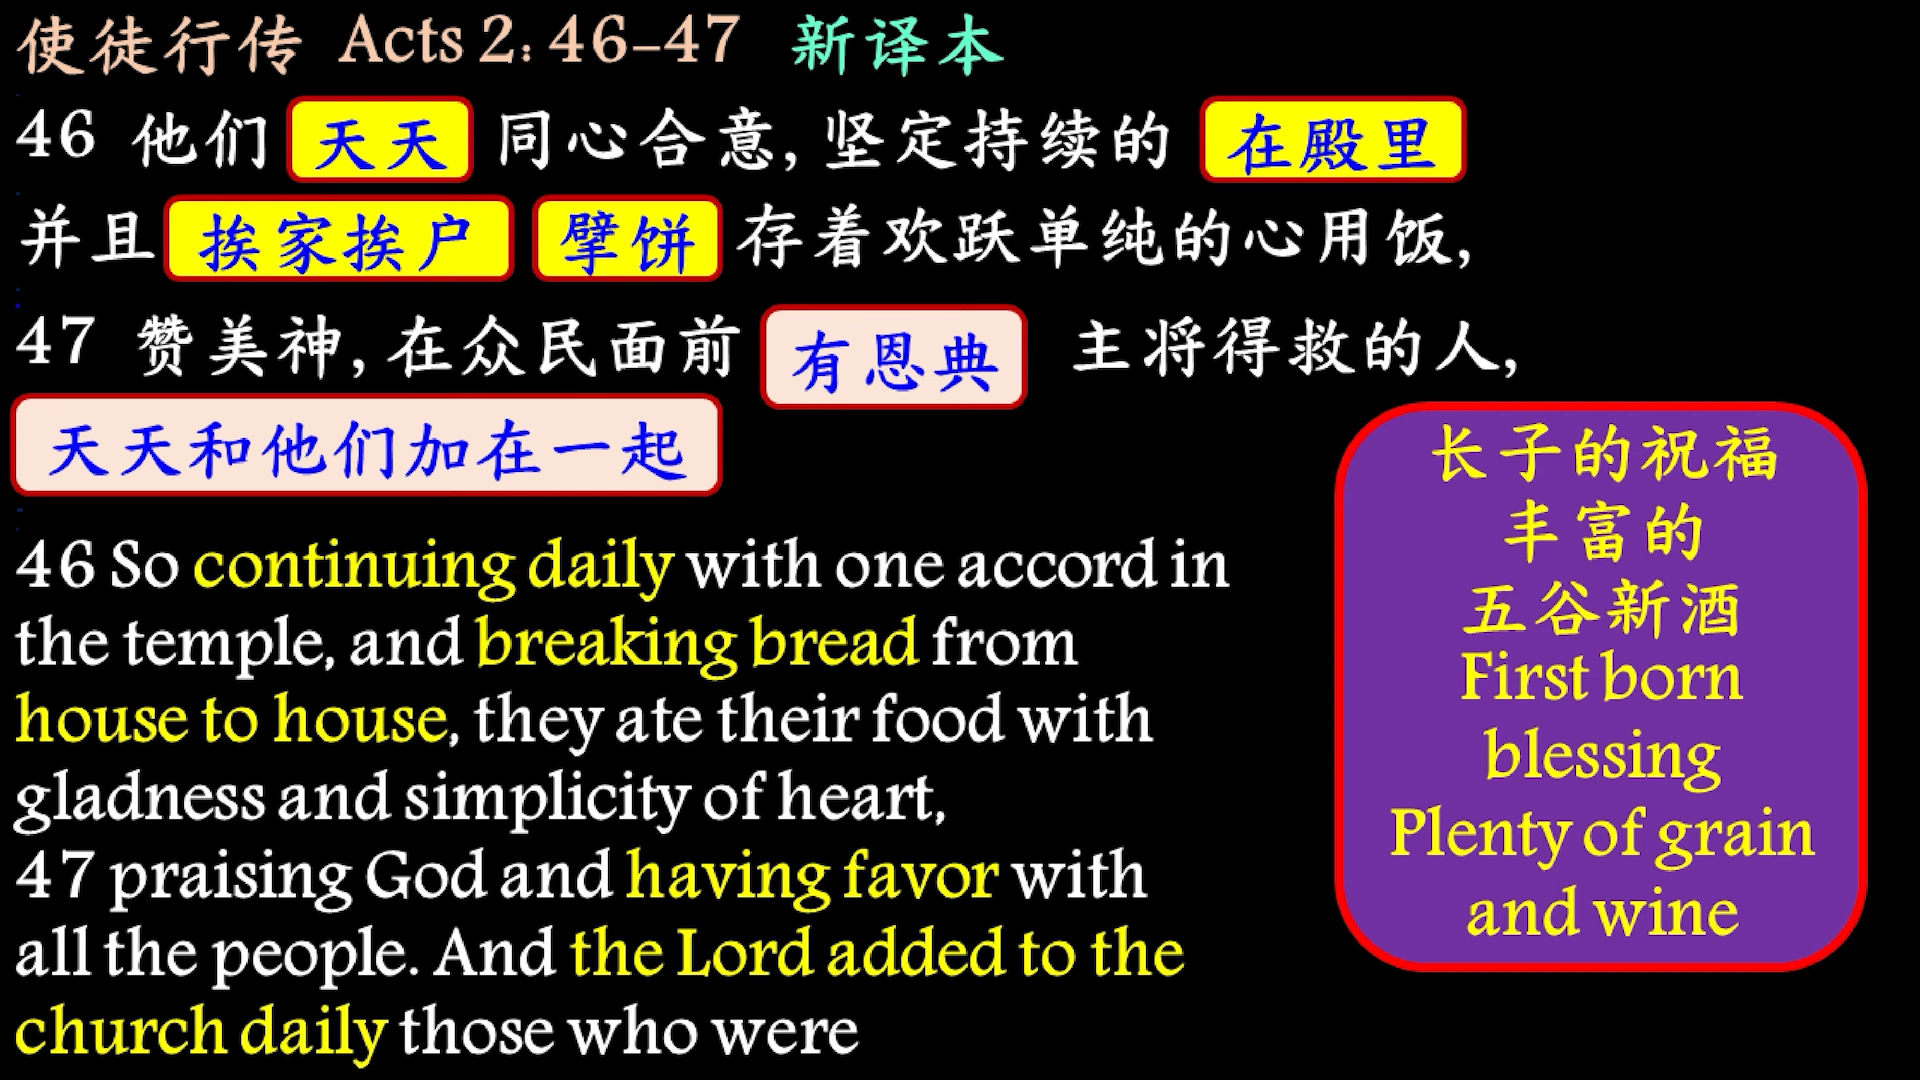 使徒行传 Acts 2: 46-47 新译本
46 他们 天天 同心合意, 坚定持续的 在殿里
并且 挨家挨户 擘饼 存着欢跃单纯的心用饭,
47 赞美神, 在众民面前 有恩典 主将得救的人,
天天和他们加在一起
46 So continuing daily with one accord in
the temple, and breaking bread from
house to house, they ate their food with
gladness and simplicity of heart,
47 praising God and having favor with
all the people. And the Lord added to the
church daily those who were
长子的祝福
丰富的
五谷新酒
First born
blessing
Plenty of grain
and wine